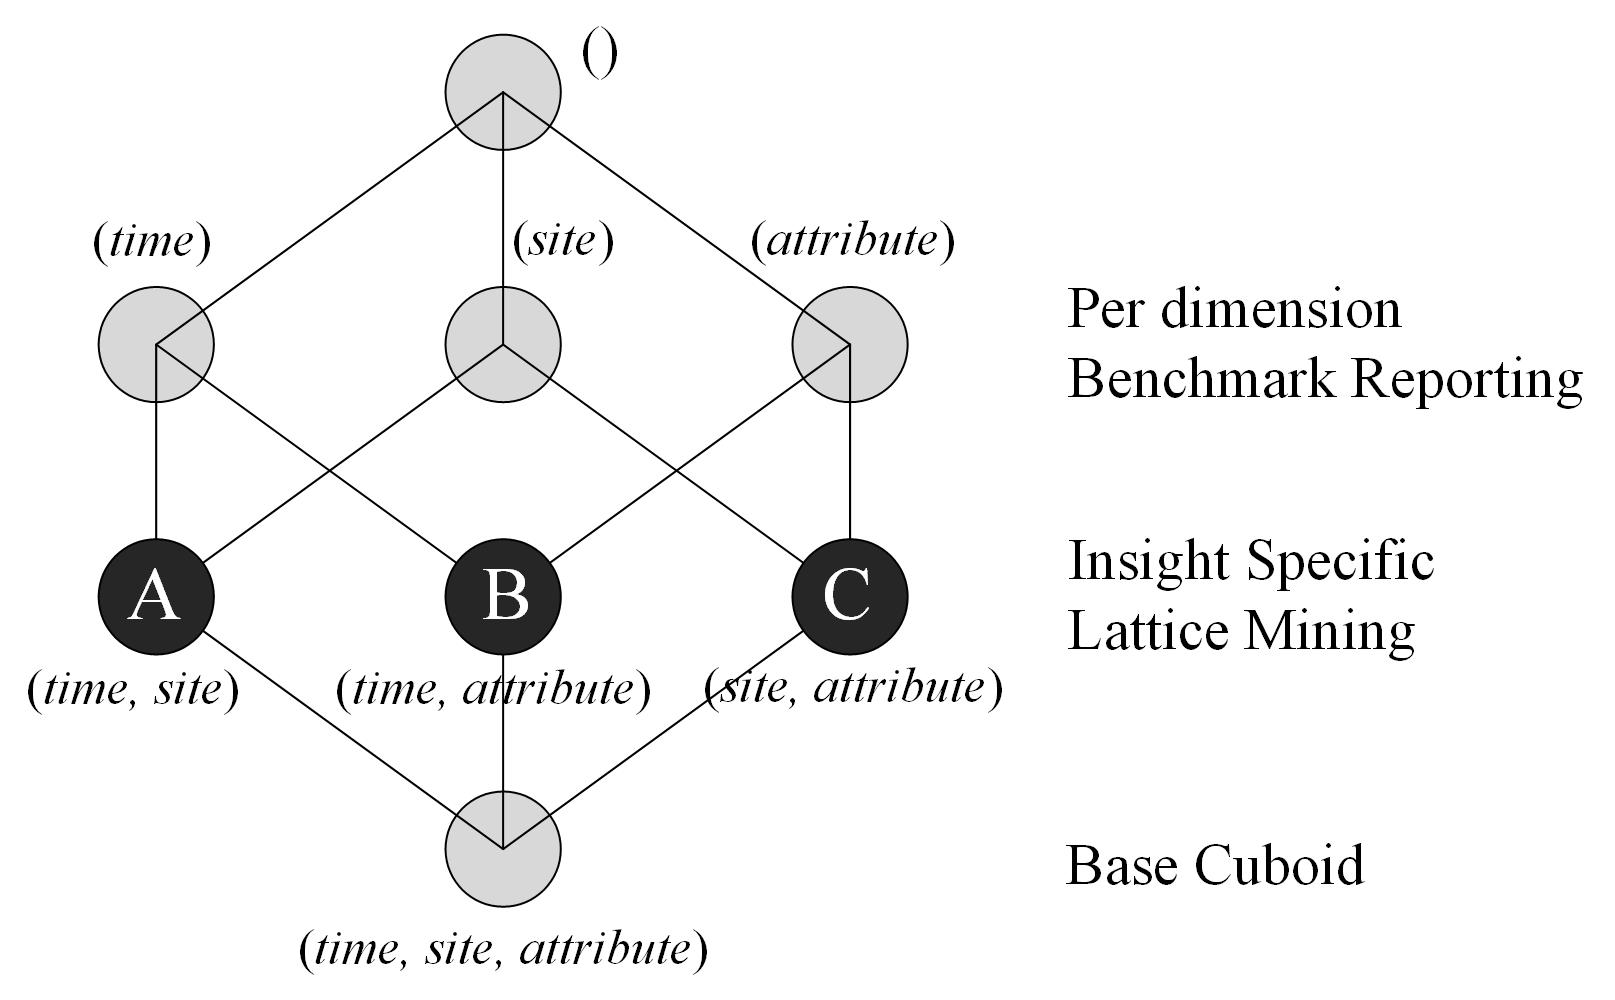 ()
(time)
(site)
(attribute)
Per dimension
Benchmark Reporting
A
B
C
Insight Specific
Lattice Mining
(time, site)
(time, attribute)
(site, attribute)
Base Cuboid
(time, site, attribute)